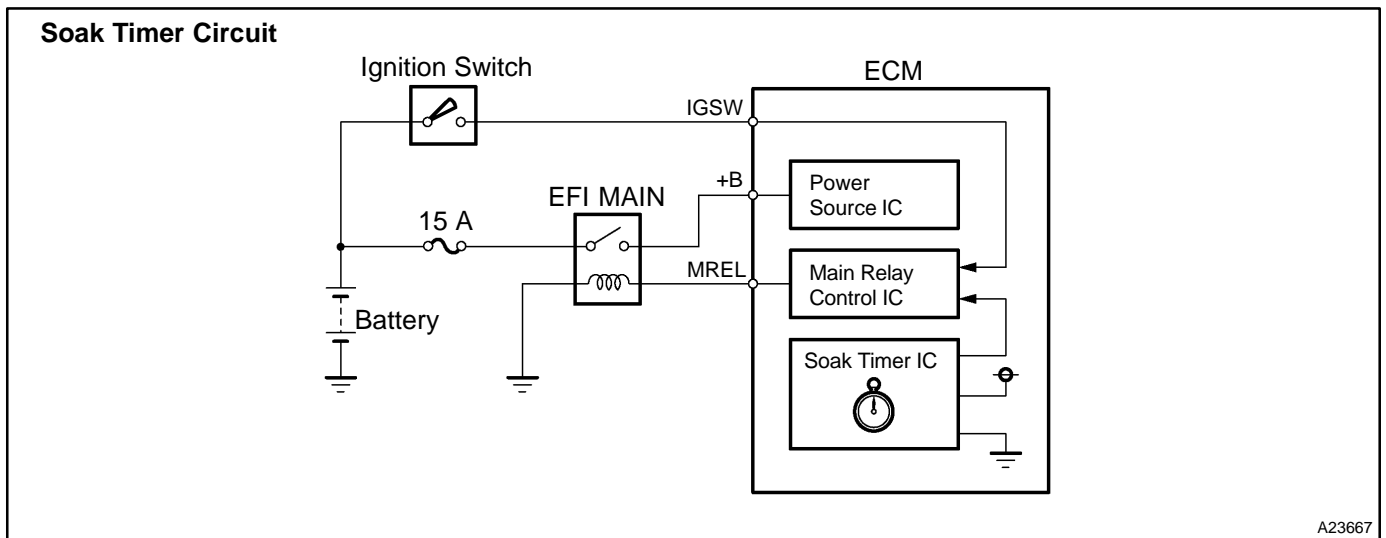 Soak Timer Circuit
Ignition Switch
ECM
IGSW
+B
Power
Source IC
EFI MAIN
15 A
MREL
Main Relay
Control IC
Battery
Soak Timer IC
A23667